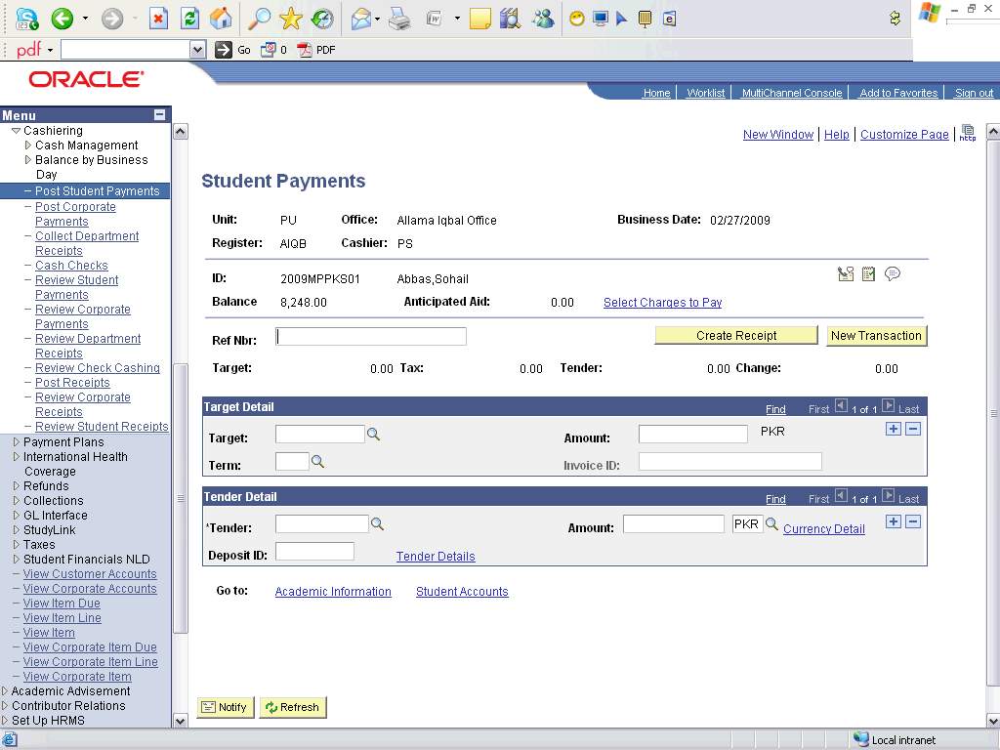 pdf Go 0 PDF
ORACLE
Home Worklist MultiChannel Console Add to Favorites Sign out
Menu
Cashiering
Cash Management
Balance by Business
Day
Post Student Payments
Post Corporate
Payments
Collect Department
Receipts
Cash Checks
Review Student
Payments
Review Corporate
Payments
Review Department
Receipts
Review Check Cashing
Post Receipts
Review Corporate
Receipts
Review Student Receipts
Payment Plans
International Health
Coverage
Refunds
Collections
GL Interface
StudyLink
Taxes
Student Financials NLD
View Customer Accounts
View Corporate Accounts
View Item Due
View Item Line
View Item
View Corporate Item Due
View Corporate Item Line
View Corporate Item
Academic Advisement
Contributor Relations
Set Up HRMS
New Window Help Customize Page http
Student Payments
Unit: PU Office: Allama Iqbal Office Business Date: 02/27/2009
Register: AIQB Cashier: PS
ID: 2009MPPKS01 Abbas,Sohail
Balance 8,248.00 Anticipated Aid: 0.00 Select Charges to Pay
Ref Nbr: Create Receipt New Transaction
Target: 0.00 Tax: 0.00 Tender: 0.00 Change: 0.00
Target Detail Find First 1 of 1 Last
Target: Amount: PKR
Term: Invoice ID:
Tender Detail Find First 1 of 1 Last
*Tender: Amount: PKR Currency Detail
Deposit ID: Tender Details
Go to: Academic Information Student Accounts
Notify Refresh
Local intranet